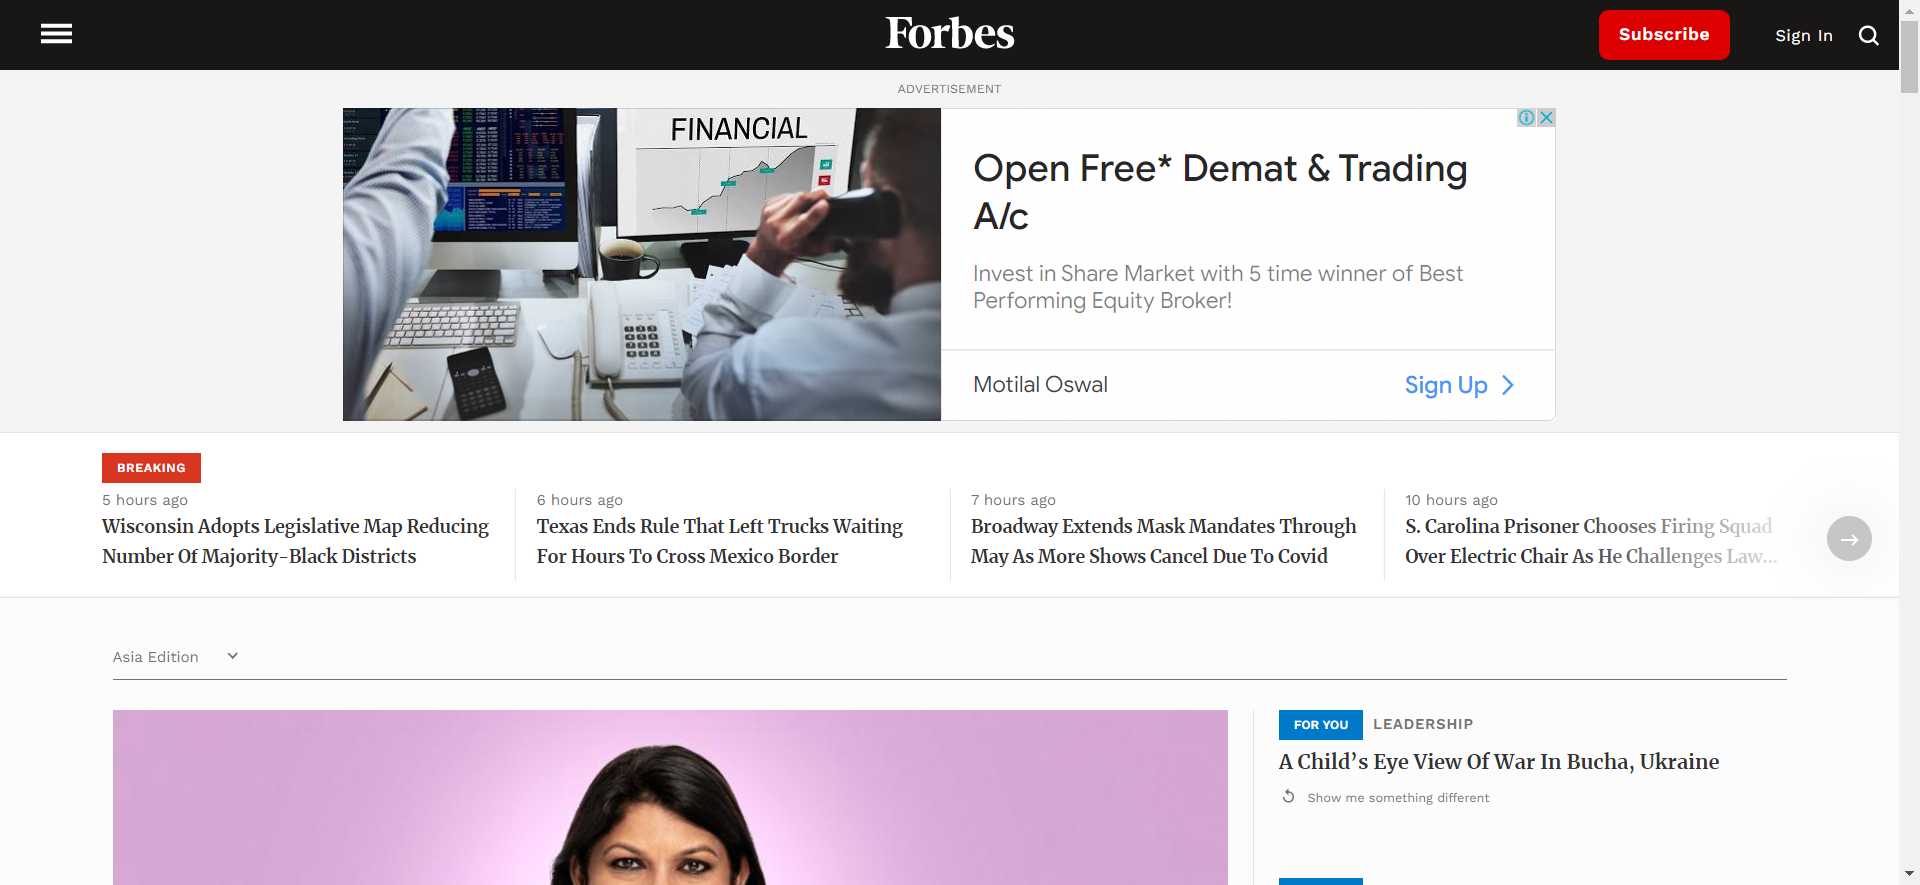 Forbes
Subscribe
Sign In
ADVERTISEMENT
FINANCIAL
Open Free* Demat & Trading
A/c
Invest in Share Market with 5 time winner of Best
Performing Equity Broker!
Motilal Oswal
Sign Up
BREAKING
5 hours ago
Wisconsin Adopts Legislative Map Reducing
Number Of Majority-Black Districts
6 hours ago
Texas Ends Rule That Left Trucks Waiting
For Hours To Cross Mexico Border
7 hours ago
Broadway Extends Mask Mandates Through
May As More Shows Cancel Due To Covid
10 hours ago
S. Carolina Prisoner Chooses Firing Squad
Over Electric Chair As He Challenges Law...
Asia Edition
FOR YOU LEADERSHIP
A Child’s Eye View Of War In Bucha, Ukraine
Show me something different